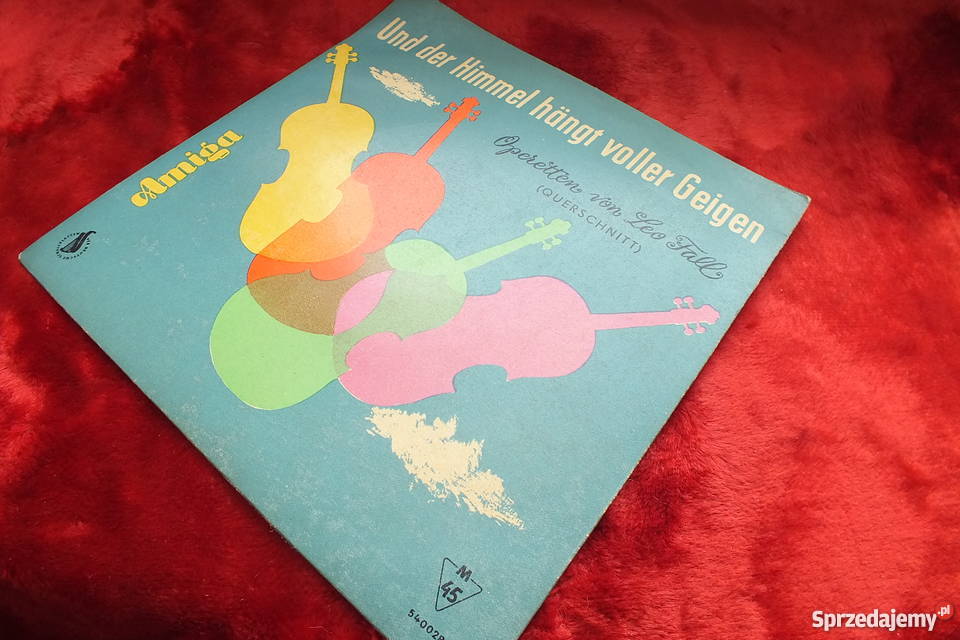 Und der Himmel hängt voller Geigen
Operetten von Leo Fall
(QUERSCHNITT)
Amiga
M
45
Sprzedajemy.pl